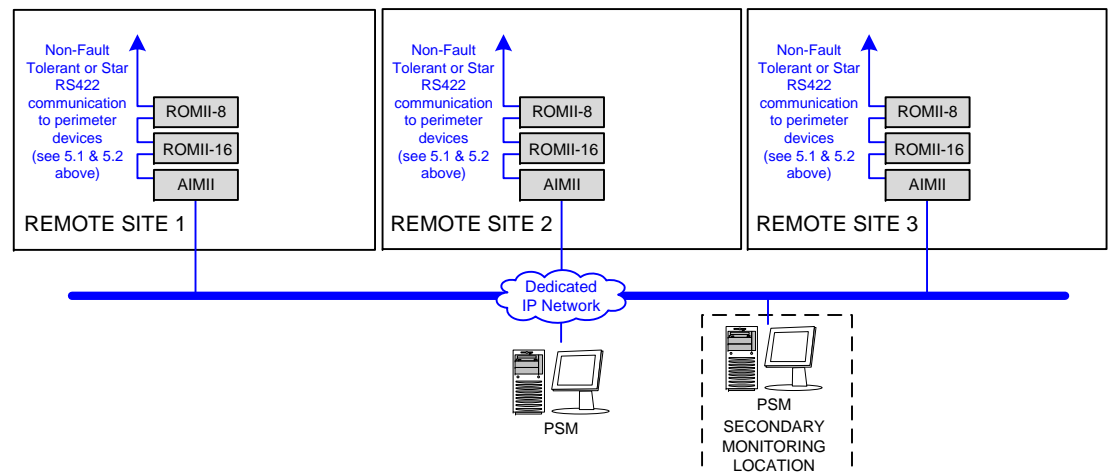 Non-Fault
Tolerant or Star
RS422
communication
to perimeter
devices
(see 5.1 & 5.2
above)
ROMII-8
ROMII-16
AIMII
REMOTE SITE 1
Non-Fault
Tolerant or Star
RS422
communication
to perimeter
devices
(see 5.1 & 5.2
above)
ROMII-8
ROMII-16
AIMII
REMOTE SITE 2
Non-Fault
Tolerant or Star
RS422
communication
to perimeter
devices
(see 5.1 & 5.2
above)
ROMII-8
ROMII-16
AIMII
REMOTE SITE 3
Dedicated
IP Network
PSM
PSM
SECONDARY
MONITORING
LOCATION